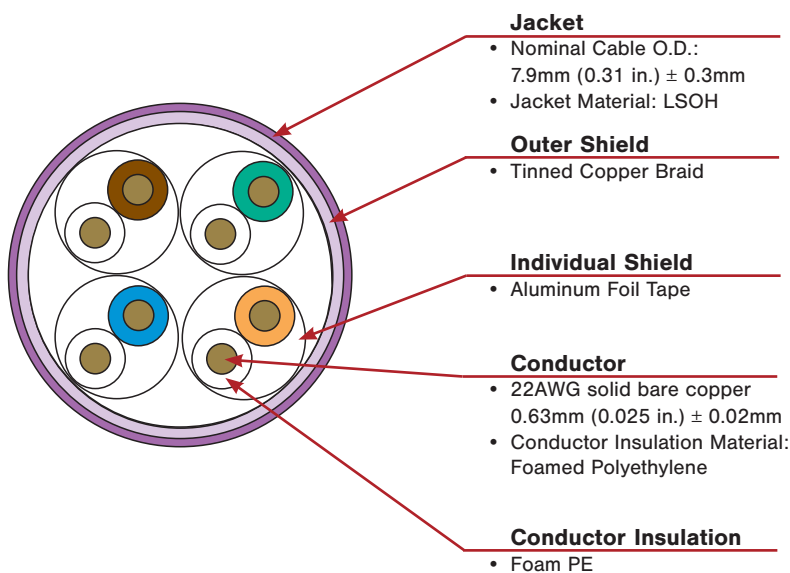 Jacket
• Nominal Cable O.D.:
7.9mm (0.31 in.) ± 0.3mm
• Jacket Material: LSOH
Outer Shield
• Tinned Copper Braid
Individual Shield
• Aluminum Foil Tape
Conductor
• 22AWG solid bare copper
0.63mm (0.025 in.) ± 0.02mm
• Conductor Insulation Material:
Foamed Polyethylene
Conductor Insulation
• Foam PE